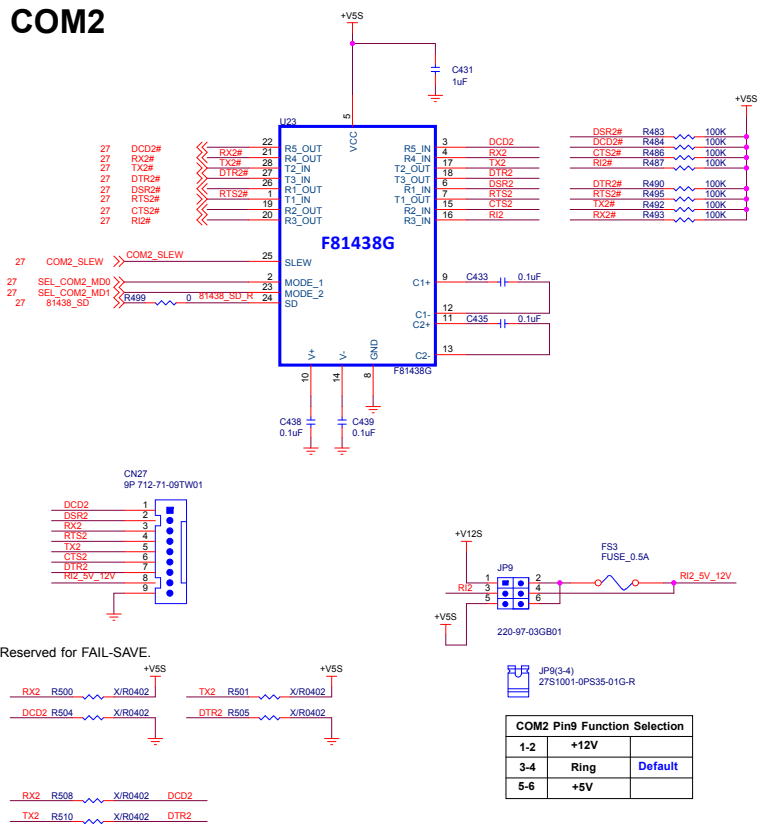 COM2
+V5S
C431
1uF
+V5S
U23
5
VCC
27 DCD2# 22 R5_OUT R5_IN 3 DCD2
27 RX2# RX2# 21 R4_OUT R4_IN 4 RX2
27 TX2# TX2# 28 T2_IN T2_OUT 17 TX2
27 DTR2# DTR2# 27 T3_IN T3_OUT 18 DTR2
27 DSR2# 26 R1_OUT R1_IN 6 DSR2
27 RTS2# RTS2# 1 T1_IN T1_OUT 7 RTS2
27 CTS2# 19 R2_OUT R2_IN 15 CTS2
27 RI2# 20 R3_OUT R3_IN 16 RI2
DSR2# R483 100K
DCD2# R484 100K
CTS2# R486 100K
RI2# R487 100K
DTR2# R490 100K
RTS2# R495 100K
TX2# R492 100K
RX2# R493 100K
F81438G
27 COM2_SLEW COM2_SLEW 25 SLEW
27 SEL_COM2_MD0 2 MODE_1
27 SEL_COM2_MD1 23 MODE_2
27 81438_SD R499 0 81438_SD_R 24 SD
C1+ 9 C433 0.1uF
C1- 12
C2+ 11 C435 0.1uF
C2- 13
V+ V- GND
F81438G
10 14 8
C438
0.1uF
C439
0.1uF
CN27
9P 712-71-09TW01
DCD2 1
DSR2 2
RX2 3
RTS2 4
TX2 5
CTS2 6
DTR2 7
RI2_5V_12V 8
9
+V12S
JP9
FS3
FUSE_0.5A
1 2
RI2 3 4
5 6
RI2_5V_12V
+V5S
220-97-03GB01
JP9(3-4)
27S1001-0PS35-01G-R
Reserved for FAIL-SAVE.
+V5S
+V5S
RX2 R500 X/R0402
TX2 R501 X/R0402
DCD2 R504 X/R0402
DTR2 R505 X/R0402
RX2 R508 X/R0402 DCD2
TX2 R510 X/R0402 DTR2
COM2 Pin9 Function Selection
1-2 +12V
3-4 Ring Default
5-6 +5V